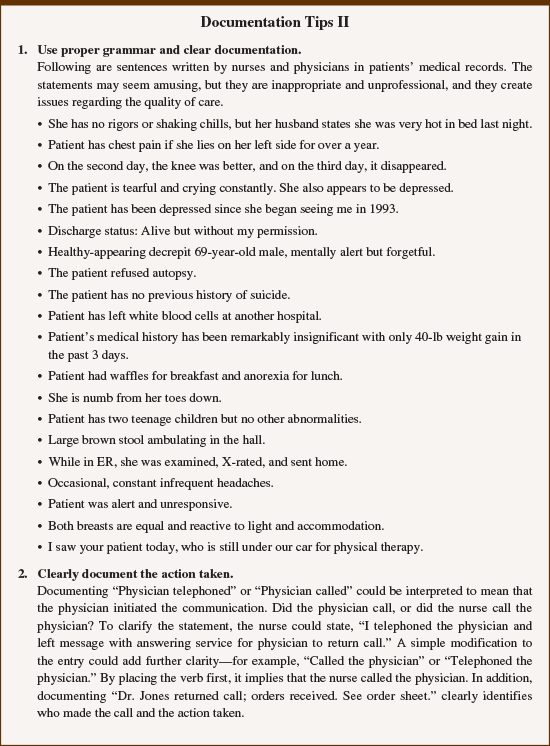 Documentation Tips II
1. Use proper grammar and clear documentation.
Following are sentences written by nurses and physicians in patients’ medical records. The
statements may seem amusing, but they are inappropriate and unprofessional, and they create
issues regarding the quality of care.
• She has no rigors or shaking chills, but her husband states she was very hot in bed last night.
• Patient has chest pain if she lies on her left side for over a year.
• On the second day, the knee was better, and on the third day, it disappeared.
• The patient is tearful and crying constantly. She also appears to be depressed.
• The patient has been depressed since she began seeing me in 1993.
• Discharge status: Alive but without my permission.
• Healthy-appearing decrepit 69-year-old male, mentally alert but forgetful.
• The patient refused autopsy.
• The patient has no previous history of suicide.
• Patient has left white blood cells at another hospital.
• Patient’s medical history has been remarkably insignificant with only 40-lb weight gain in
the past 3 days.
• Patient had waffles for breakfast and anorexia for lunch.
• She is numb from her toes down.
• Patient has two teenage children but no other abnormalities.
• Large brown stool ambulating in the hall.
• While in ER, she was examined, X-rated, and sent home.
• Occasional, constant infrequent headaches.
• Patient was alert and unresponsive.
• Both breasts are equal and reactive to light and accommodation.
• I saw your patient today, who is still under our car for physical therapy.
2. Clearly document the action taken.
Documenting “Physician telephoned” or “Physician called” could be interpreted to mean that
the physician initiated the communication. Did the physician call, or did the nurse call the
physician? To clarify the statement, the nurse could state, “I telephoned the physician and
left message with answering service for physician to return call.” A simple modification to
the entry could add further clarity—for example, “Called the physician” or “Telephoned the
physician.” By placing the verb first, it implies that the nurse called the physician. In addition,
documenting “Dr. Jones returned call; orders received. See order sheet.” clearly identifies
who made the call and the action taken.